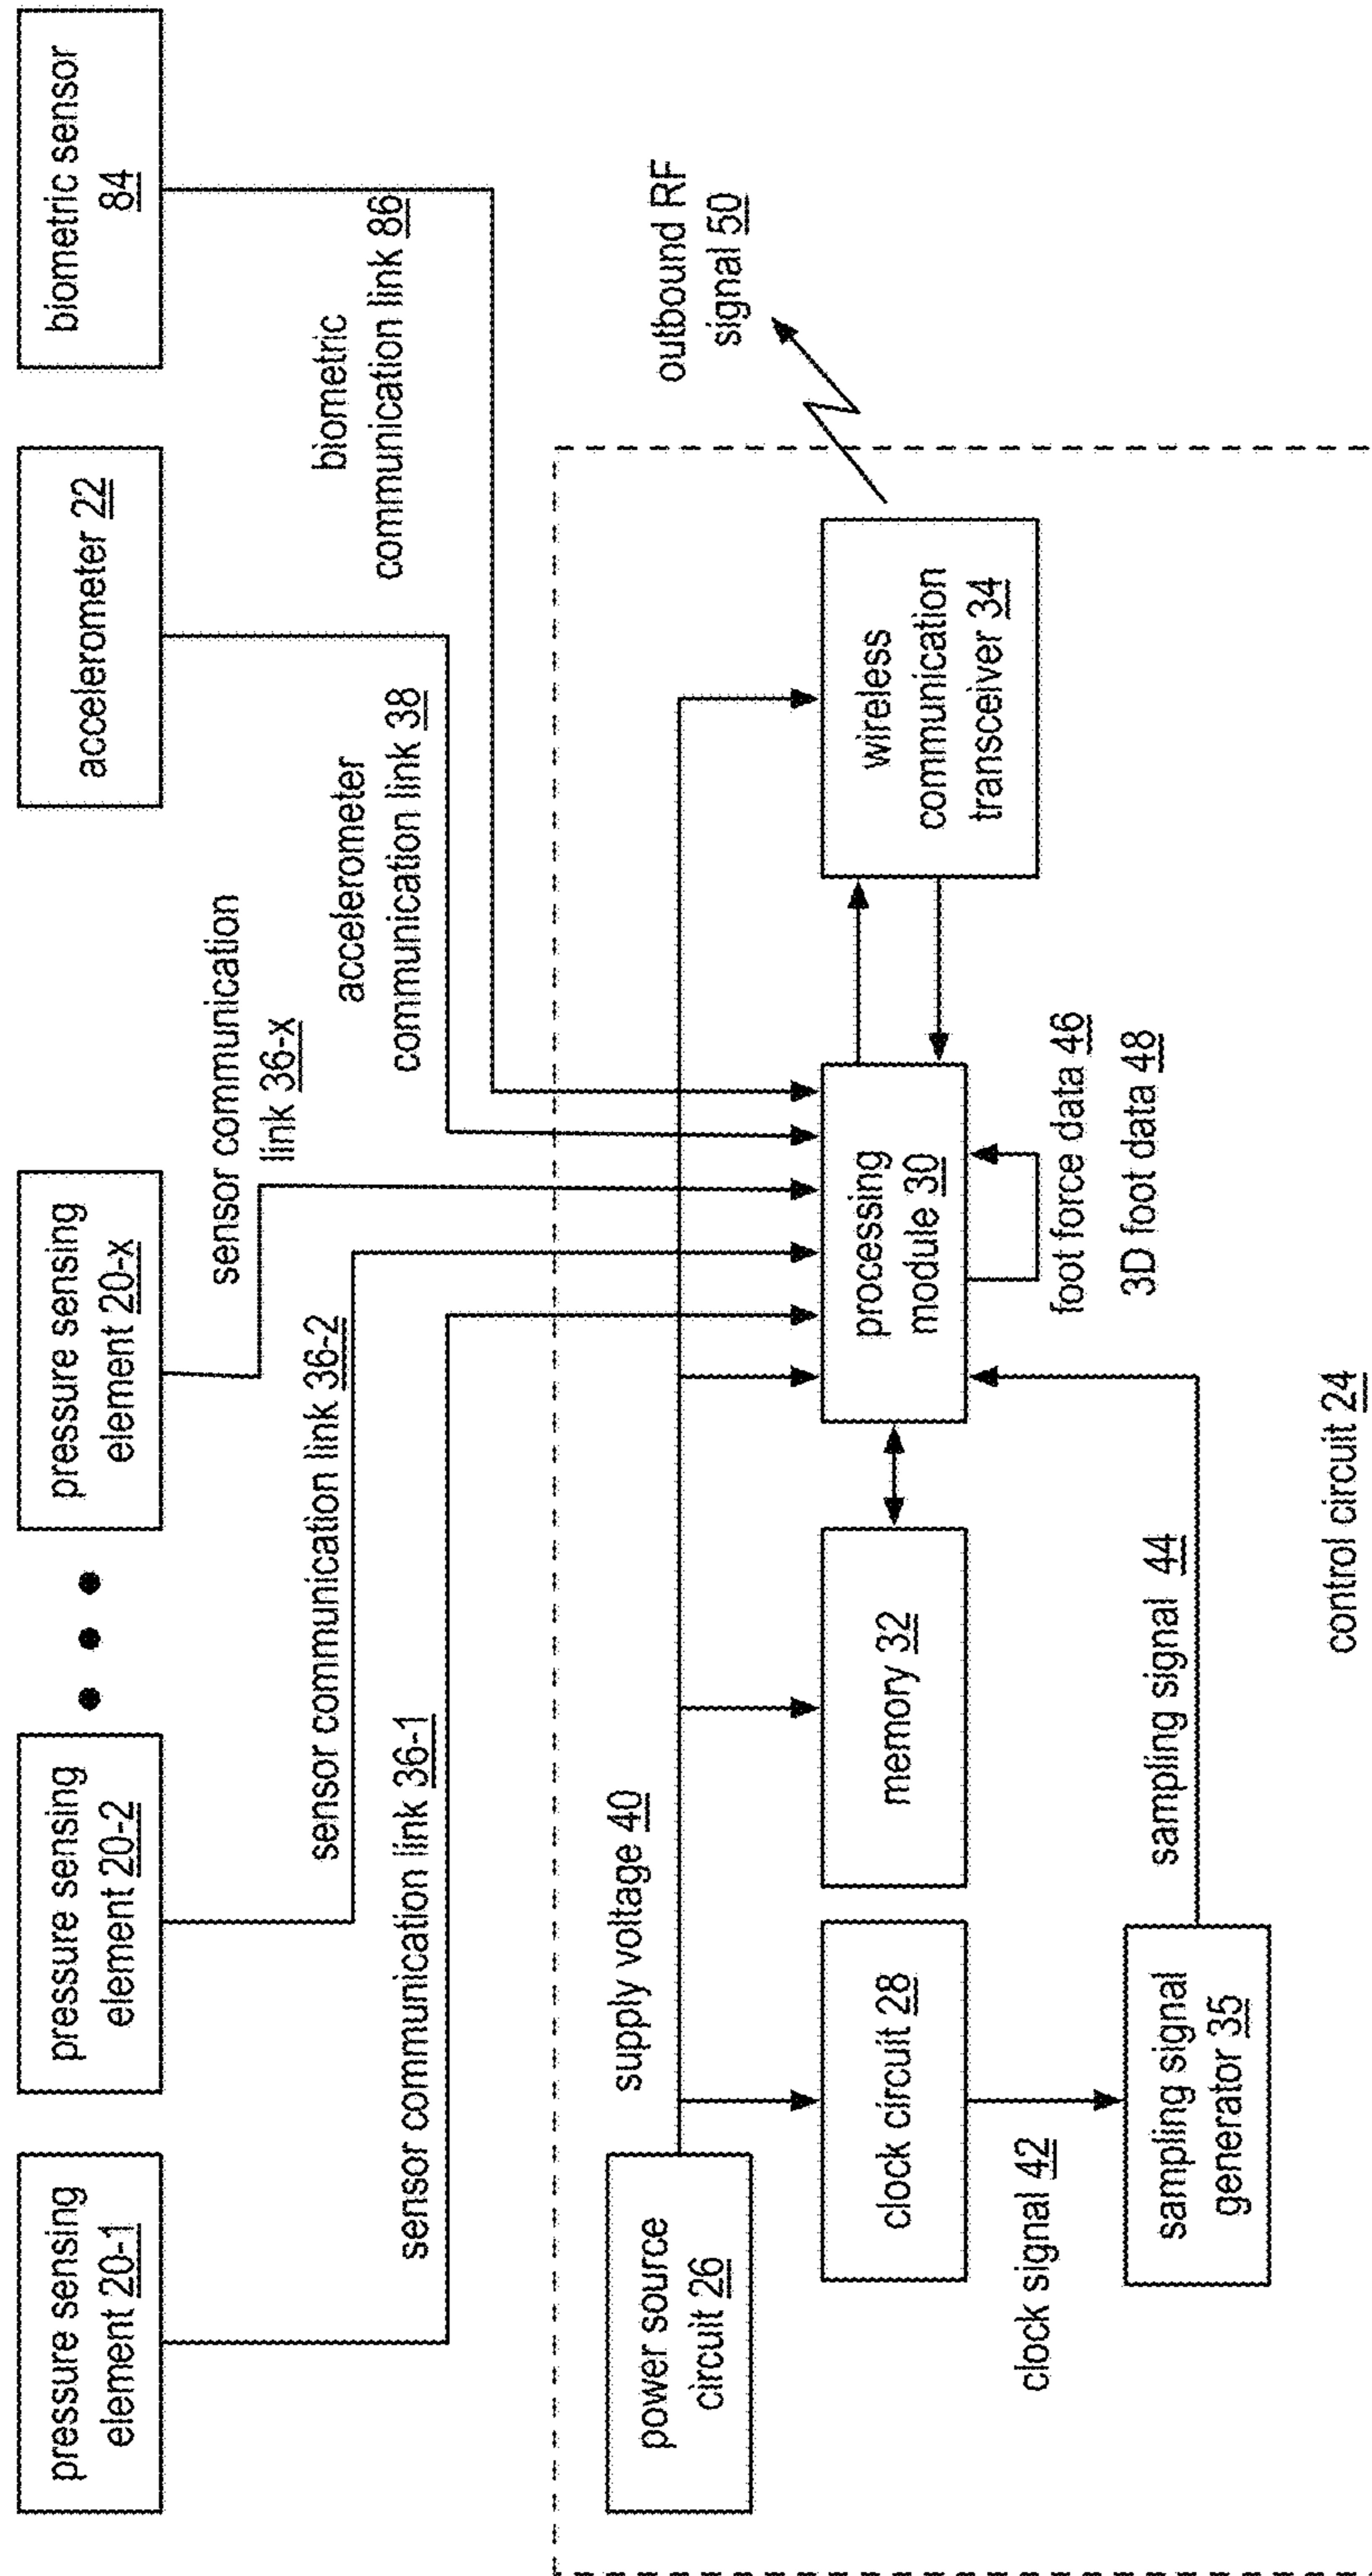 pressure sensing
element 20-1
pressure sensing
element 20-2
pressure sensing
element 20-x
accelerometer 22
biometric sensor
84
sensor communication
link 36-x
sensor communication link 36-2
sensor communication link 36-1
accelerometer
communication link 38
biometric
communication link 86
supply voltage 40
outbound RF
signal 50
power source
circuit 26
clock circuit 28
memory 32
processing
module 30
wireless
communication
transceiver 34
clock signal 42
foot force data 46
3D foot data 48
sampling signal
generator 35
sampling signal 44
control circuit 24